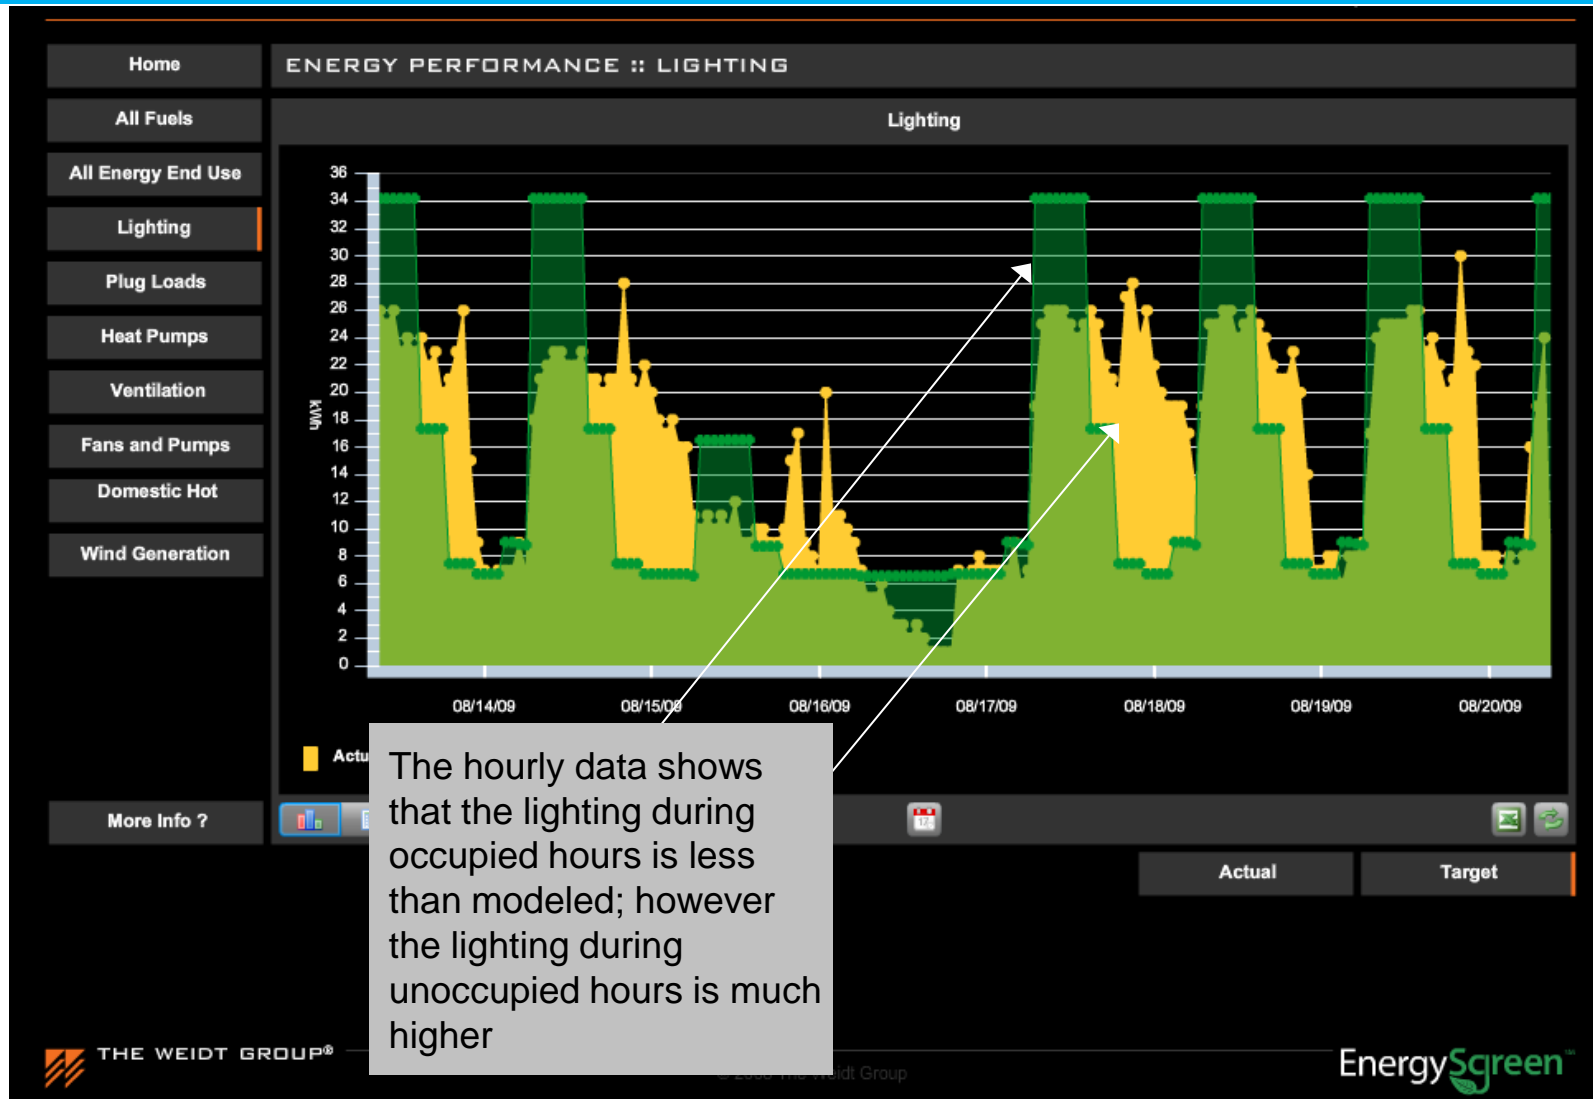 Home
ENERGY PERFORMANCE :: LIGHTING
All Fuels
All Energy End Use
Lighting
Plug Loads
Heat Pumps
Ventilation
Fans and Pumps
Domestic Hot
Wind Generation
More Info ?
Lighting
36
34
32
30
28
26
24
22
20
18
16
14
12
10
8
6
4
2
0
kWh
08/14/09
08/15/09
08/16/09
08/17/09
08/18/09
08/19/09
08/20/09
The hourly data shows
that the lighting during
occupied hours is less
than modeled; however
the lighting during
unoccupied hours is much
higher
Actual
Target
THE WEIDT GROUP®
The Weidt Group
EnergySgreen™